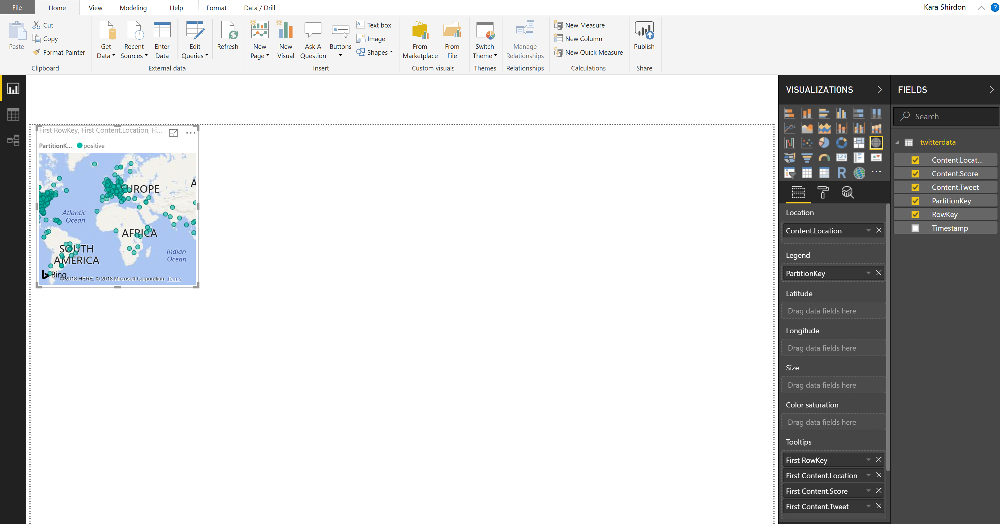 File Home View Modeling Help Format Data / Drill Kara Shirdon ?
Paste
Cut
Copy
Format Painter
Clipboard
Get Data
Recent Sources
Enter Data
Edit Queries
Refresh
External data
New Page
New Visual
Ask A Question
Buttons
Text box
Image
Shapes
Insert
From Marketplace
From File
Custom visuals
Switch Theme
Themes
Manage Relationships
Relationships
New Measure
New Column
New Quick Measure
Calculations
Publish
Share
First RowKey, First Content.Location, Fi...
PartitionK... positive
EUROPE
A
Atlantic
Ocean
AFRICA
SOUTH
AMERICA
Indian
Ocean
Bing
© 2018 HERE, © 2018 Microsoft Corporation Terms
VISUALIZATIONS
123
R
Location
Content.Location
Legend
PartitionKey
Latitude
Drag data fields here
Longitude
Drag data fields here
Size
Drag data fields here
Color saturation
Drag data fields here
Tooltips
First RowKey
First Content.Location
First Content.Score
First Content.Tweet
FIELDS
Search
twitterdata
Content.Locat...
Content.Score
Content.Tweet
PartitionKey
RowKey
Timestamp